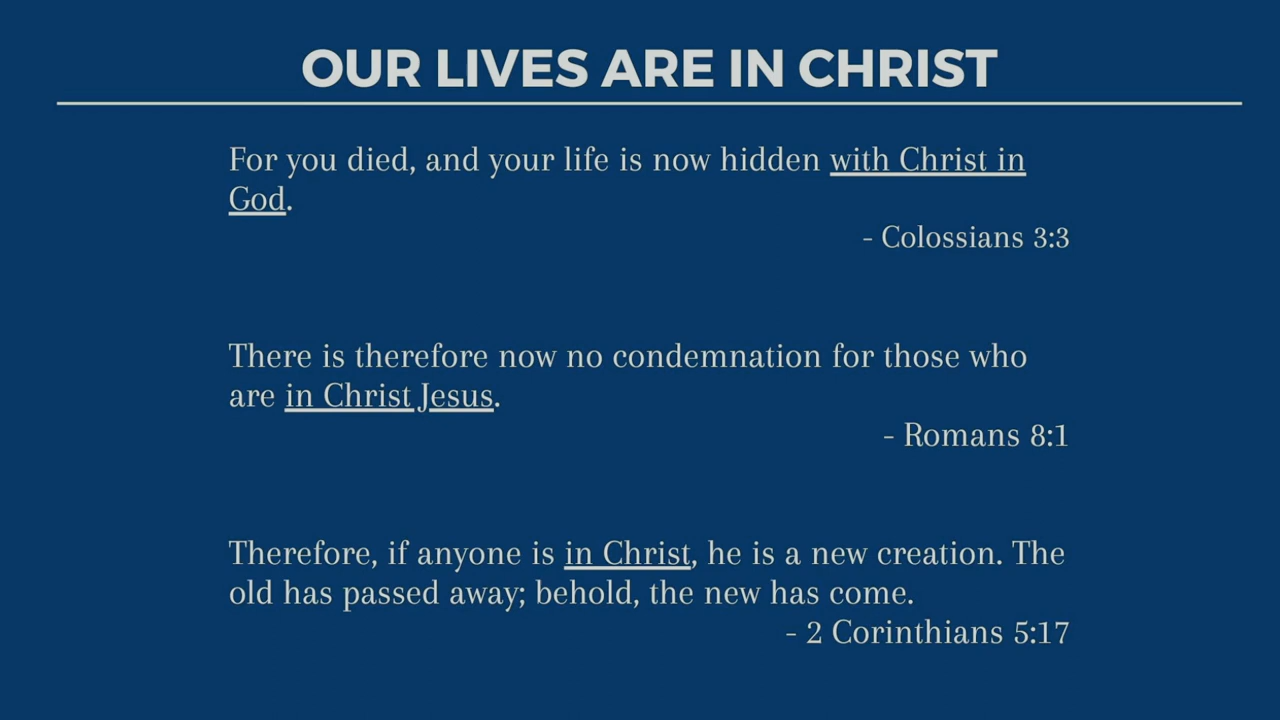 OUR LIVES ARE IN CHRIST
For you died, and your life is now hidden with Christ in
God.
- Colossians 3:3
There is therefore now no condemnation for those who
are in Christ Jesus.
- Romans 8:1
Therefore, if anyone is in Christ, he is a new creation. The
old has passed away; behold, the new has come.
- 2 Corinthians 5:17